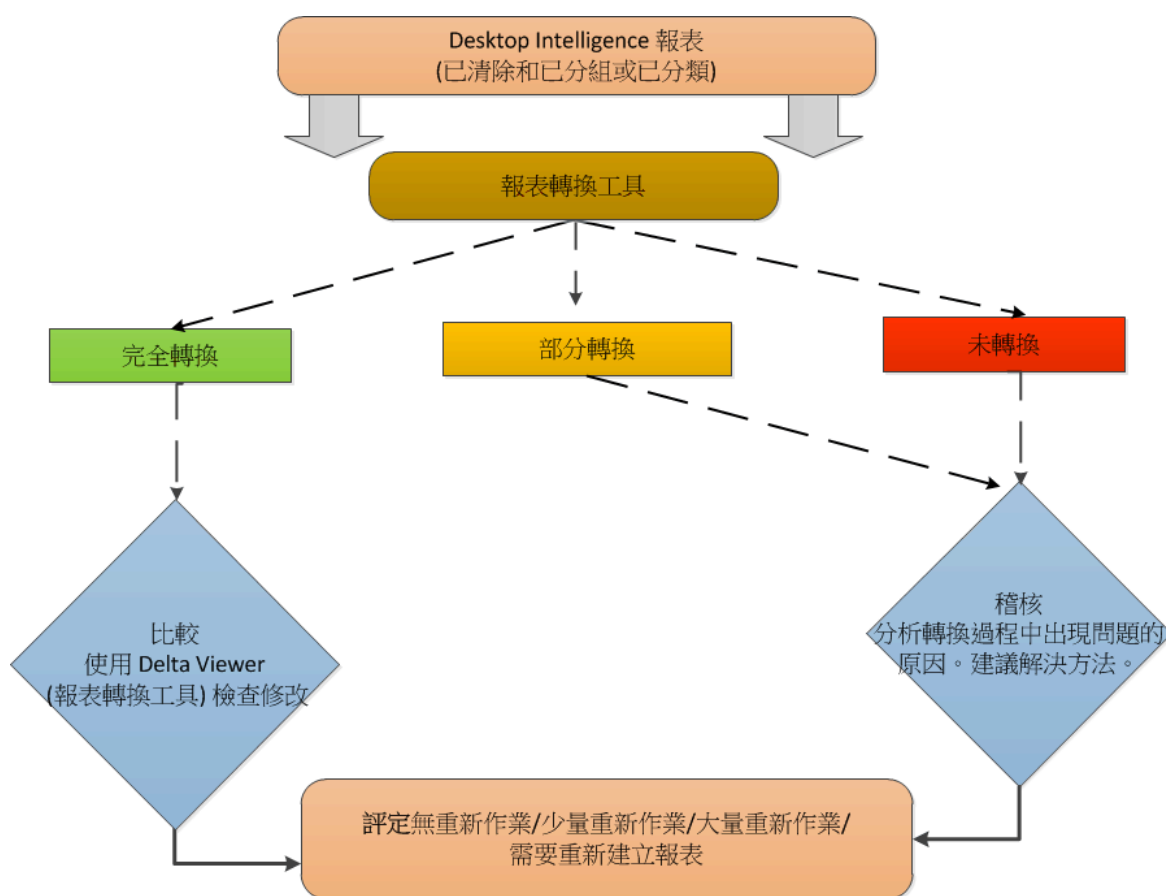 Desktop Intelligence 報表
(已清除和已分組或已分類)
報表轉換工具
完全轉換
部分轉換
未轉換
比較
使用 Delta Viewer
(報表轉換工具) 檢查修改
稽核
分析轉換過程中出現問題的
原因。建議解決方法。
評定無重新作業/少量重新作業/大量重新作業/
需要重新建立報表